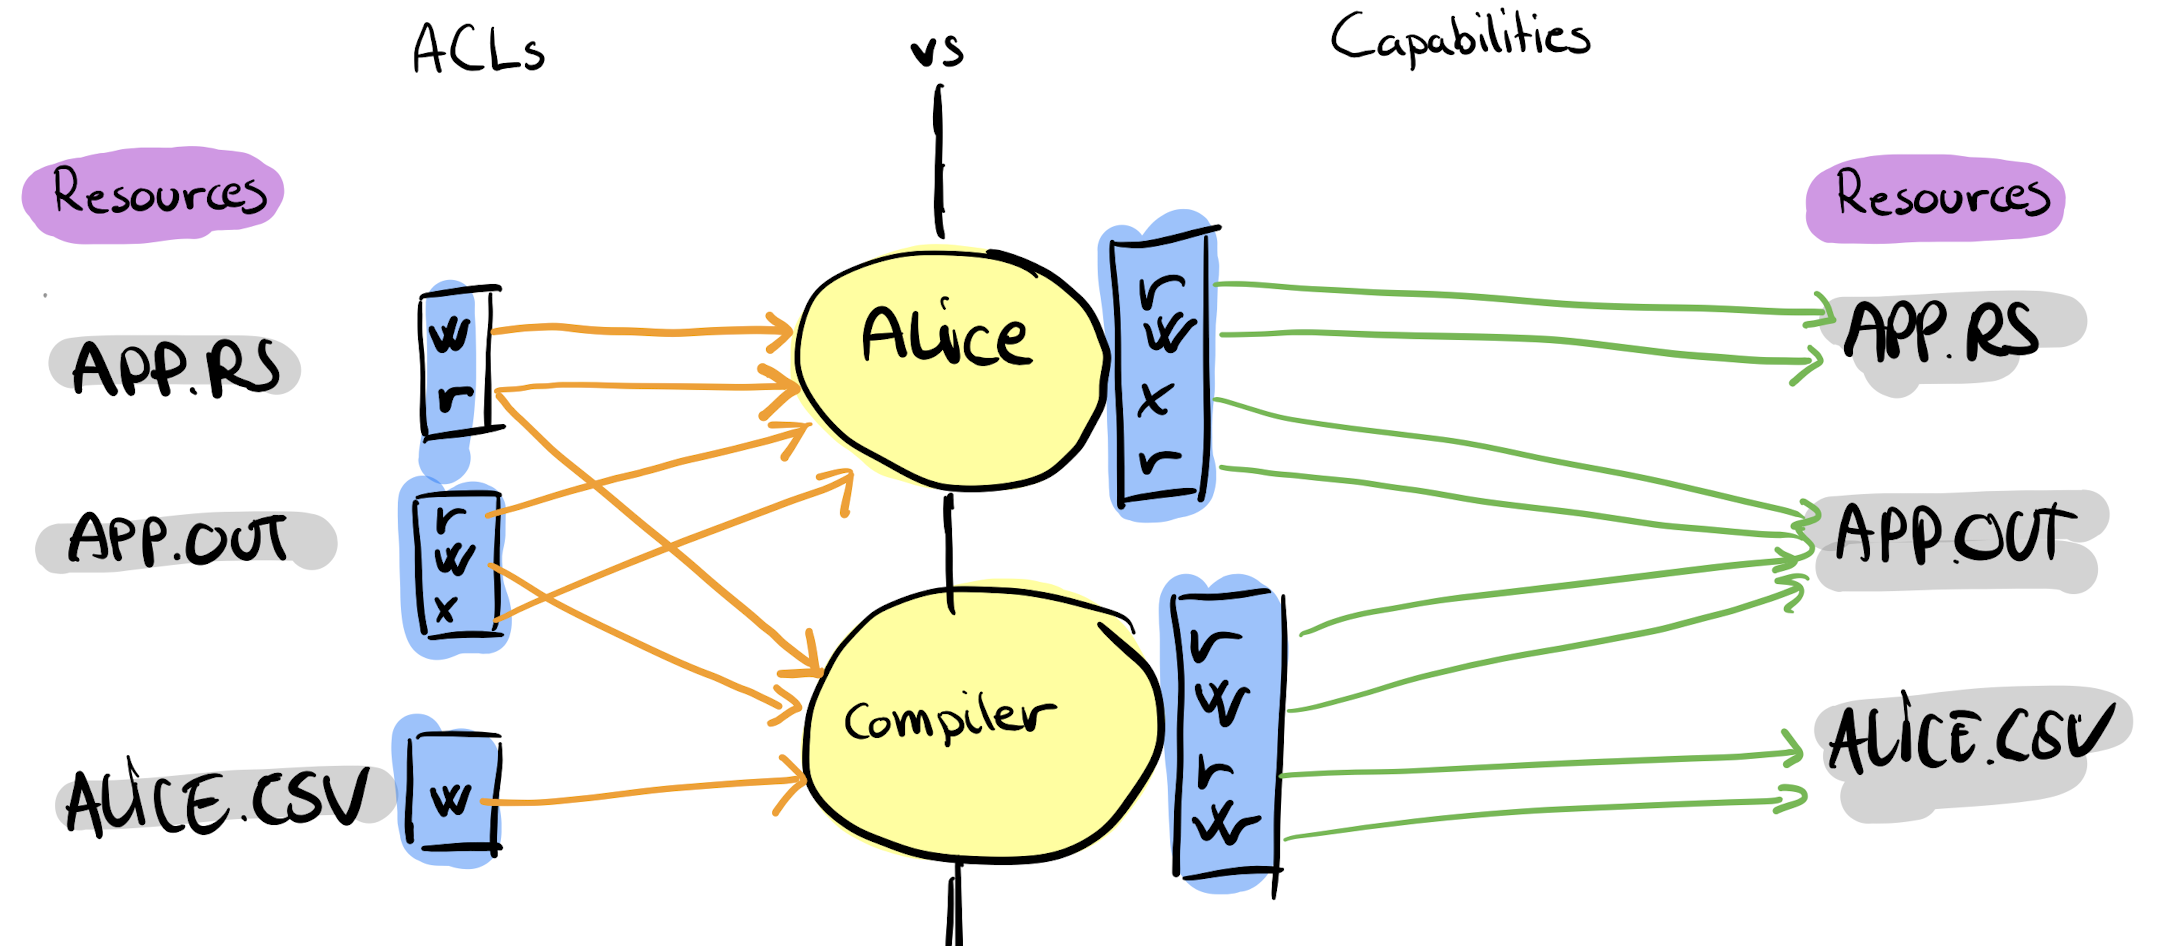 ACLs
vs
Capabilities
Resources
APP.RS
w
r
APP.OUT
r
w
x
ALiCE.CSV
w
Alice
Compiler
r
w
x
r
r
w
r
w
Resources
APP.RS
APP.OUT
ALiCE.CSV